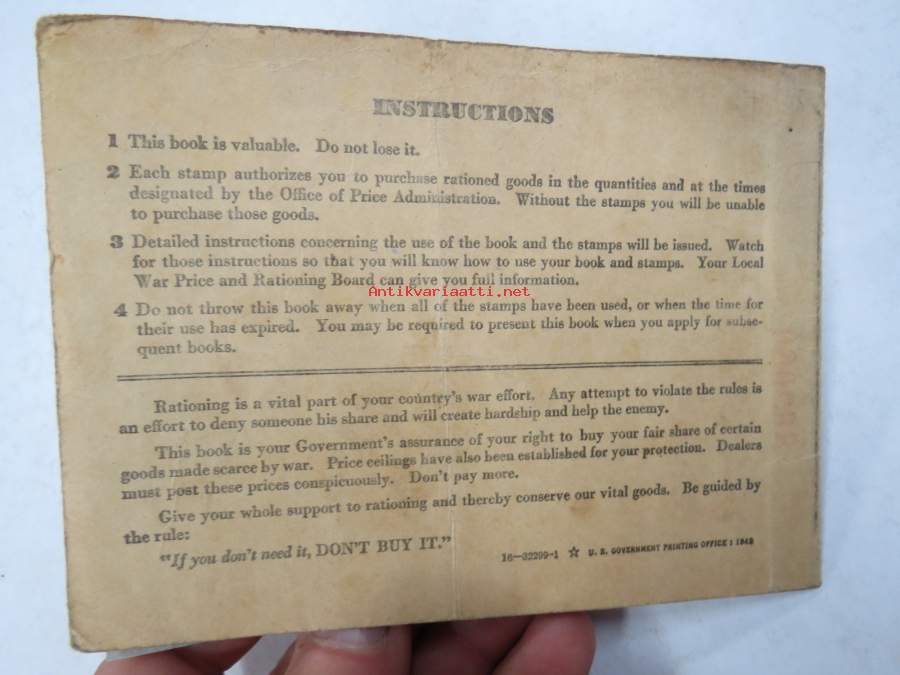 INSTRUCTIONS
1 This book is valuable. Do not lose it.
2 Each stamp authorizes you to purchase rationed goods in the quantities and at the times
designated by the Office of Price Administration. Without the stamps you will be unable
to purchase those goods.
3 Detailed instructions concerning the use of the book and the stamps will be issued. Watch
for those instructions so that you will know how to use your book and stamps. Your Local
War Price and Rationing Board can give you full information.
Antikvariaatti.net
4 Do not throw this book away when all of the stamps have been used, or when the time for
their use has expired. You may be required to present this book when you apply for subse-
quent books.
Rationing is a vital part of your country's war effort. Any attempt to violate the rules is
an effort to deny someone his share and will create hardship and help the enemy.
This book is your Government's assurance of your right to buy your fair share of certain
goods made scarce by war. Price ceilings have also been established for your protection. Dealers
must post these prices conspicuously. Don't pay more.
Give your whole support to rationing and thereby conserve our vital goods. Be guided by
the rule:
"If you don't need it, DON'T BUY IT."
16—32299-1 ☆ U. S. GOVERNMENT PRINTING OFFICE : 1943